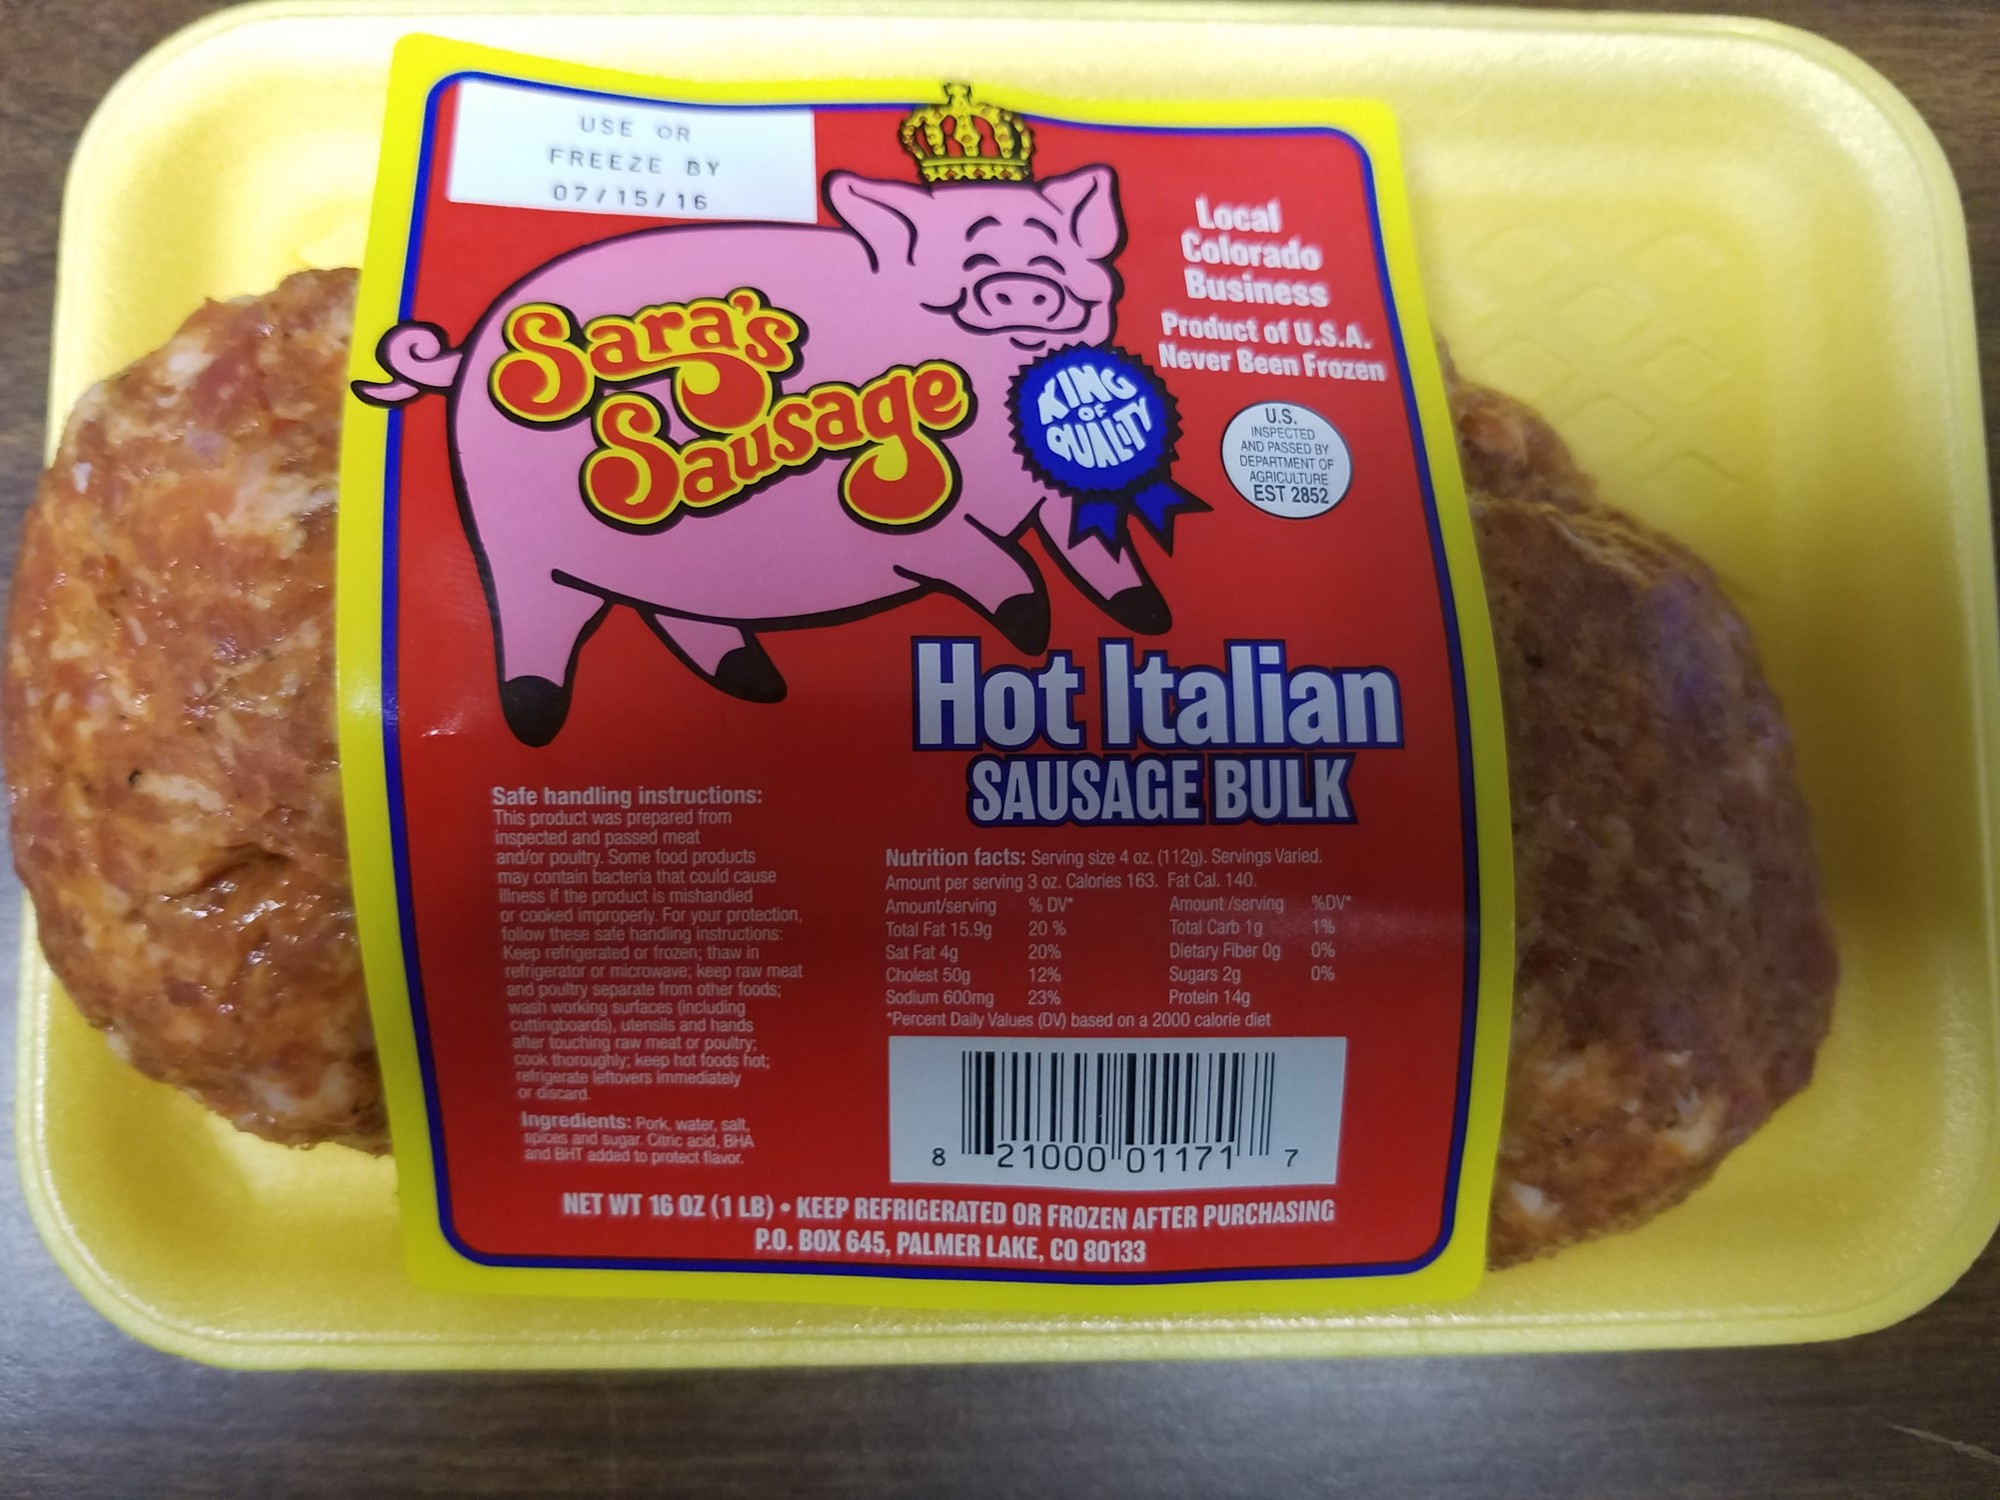 USE OR
FREEZE BY
07/15/16
Local
Colorado
Business
Product of U.S.A.
Never Been Frozen
Sara's
Sausage
KING
OF
QUALITY
U.S.
INSPECTED
AND PASSED BY
DEPARTMENT OF
AGRICULTURE
EST 2852
Hot Italian
SAUSAGE BULK
Safe handling instructions:
This product was prepared from
inspected and passed meat
and/or poultry. Some food products
may contain bacteria that could cause
illness if the product is mishandled
or cooked improperly. For your protection,
follow these safe handling instructions:
Keep refrigerated or frozen; thaw in
refrigerator or microwave; keep raw meat
and poultry separate from other foods;
wash working surfaces (including
cuttingboards), utensils and hands
after touching raw meat or poultry;
cook thoroughly; keep hot foods hot;
refrigerate leftovers immediately
or discard.
Ingredients: Pork, water, salt,
spices and sugar. Citric acid, BHA
and BHT added to protect flavor.
Nutrition facts: Serving size 4 oz. (112g). Servings Varied.
Amount per serving 3 oz. Calories 163. Fat Cal. 140.
Amount/serving % DV* Amount /serving %DV*
Total Fat 15.9g 20 % Total Carb 1g 1%
Sat Fat 4g 20% Dietary Fiber 0g 0%
Cholest 50g 12% Sugars 2g 0%
Sodium 600mg 23% Protein 14g
*Percent Daily Values (DV) based on a 2000 calorie diet
8 21000 01171 7
NET WT 16 OZ (1 LB) • KEEP REFRIGERATED OR FROZEN AFTER PURCHASING
P.O. BOX 645, PALMER LAKE, CO 80133